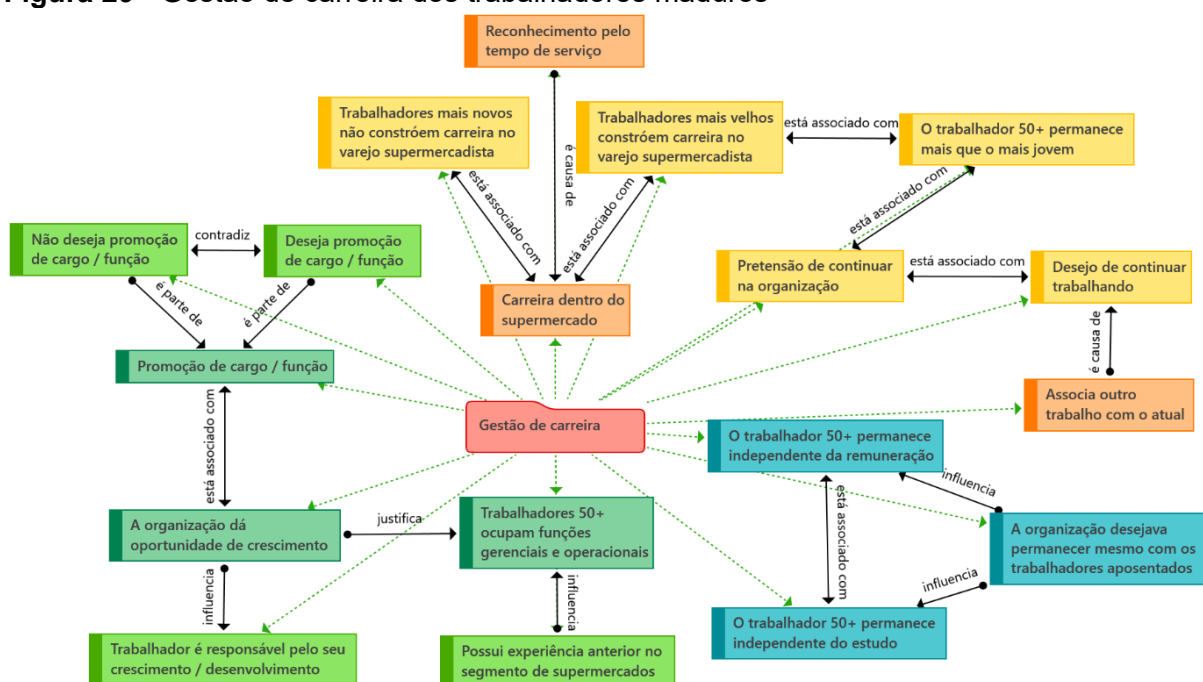 Figura
Gestão de carreira dos trabalhadores maduros
Reconhecimento pelo
tempo de serviço
Trabalhadores mais novos
não constróem carreira no
varejo supermercadista
Trabalhadores mais velhos
constróem carreira no
varejo supermercadista
está associado com
O trabalhador 50+ permanece
mais que o mais jovem
é causa de
está associado com
está associado com
está associado com
Não deseja promoção
de cargo / função
contradiz
Deseja promoção
de cargo / função
Carreira dentro do
supermercado
Pretensão de continuar
na organização
está associado com
Desejo de continuar
trabalhando
é parte de
é parte de
é causa de
Promoção de cargo / função
Associa outro
trabalho com o atual
Gestão de carreira
está associado com
O trabalhador 50+ permanece
independente da remuneração
influencia
A organização dá
oportunidade de crescimento
justifica
Trabalhadores 50+
ocupam funções
gerenciais e operacionais
está associado com
A organização desejava
permanecer mesmo com os
trabalhadores aposentados
influencia
influencia
influencia
Trabalhador é responsável pelo seu
crescimento / desenvolvimento
Possui experiência anterior no
segmento de supermercados
O trabalhador 50+ permanece
independente do estudo